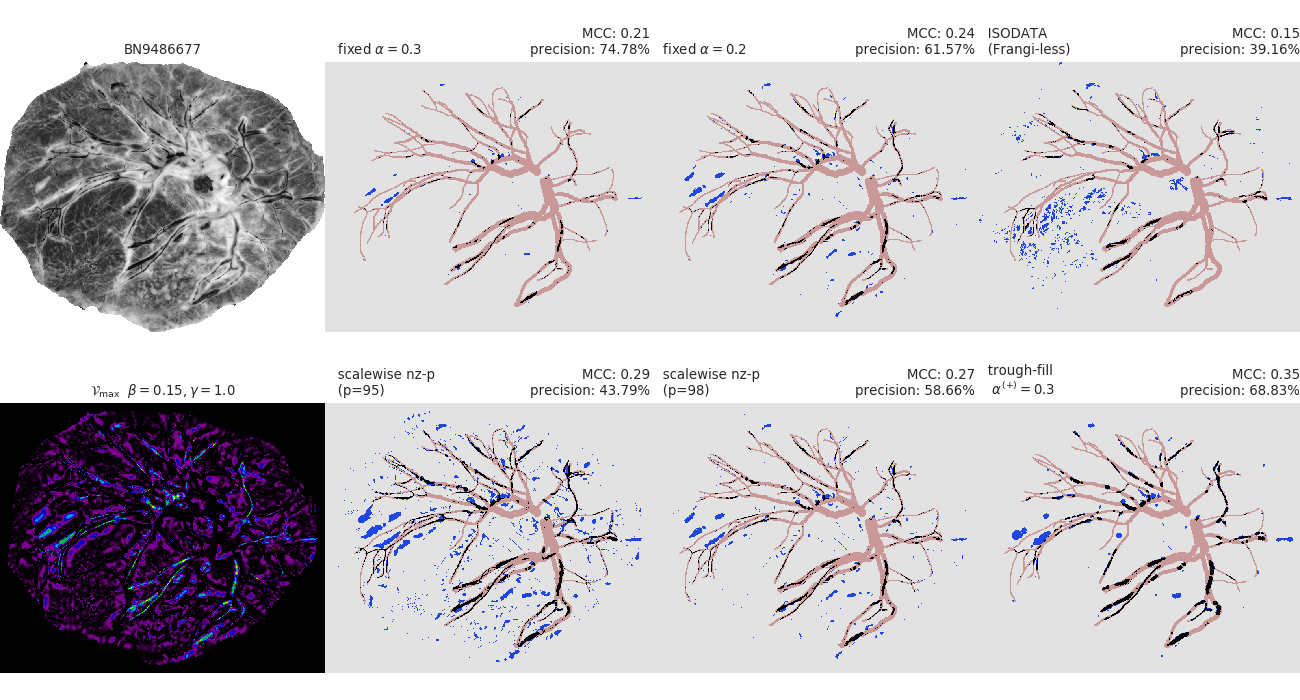 BN9486677
fixed α = 0.3
MCC: 0.21
precision: 74.78%
fixed α = 0.2
MCC: 0.24
precision: 61.57%
ISODATA
(Frangi-less)
MCC: 0.15
precision: 39.16%
𝒱max β = 0.15, γ = 1.0
scalewise nz-p
(p=95)
MCC: 0.29
precision: 43.79%
scalewise nz-p
(p=98)
MCC: 0.27
precision: 58.66%
trough-fill
α(+) = 0.3
MCC: 0.35
precision: 68.83%